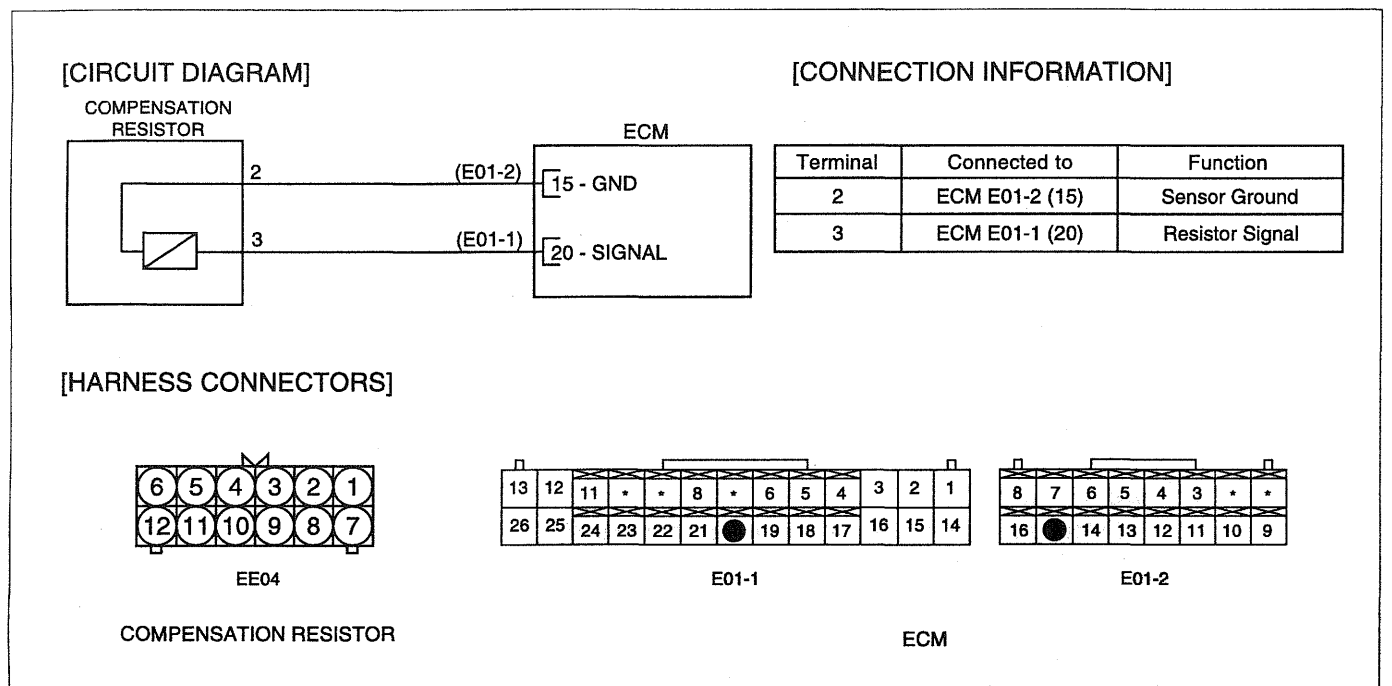 [CIRCUIT DIAGRAM]
COMPENSATION
RESISTOR
ECM
2 (E01-2) 15 - GND
3 (E01-1) 20 - SIGNAL
[CONNECTION INFORMATION]
Terminal Connected to Function
2 ECM E01-2 (15) Sensor Ground
3 ECM E01-1 (20) Resistor Signal
[HARNESS CONNECTORS]
6 5 4 3 2 1
12 11 10 9 8 7
EE04
COMPENSATION RESISTOR
13 12 11 * * 8 * 6 5 4 3 2 1
26 25 24 23 22 21 19 18 17 16 15 14
E01-1
8 7 6 5 4 3 * *
16 14 13 12 11 10 9
E01-2
ECM